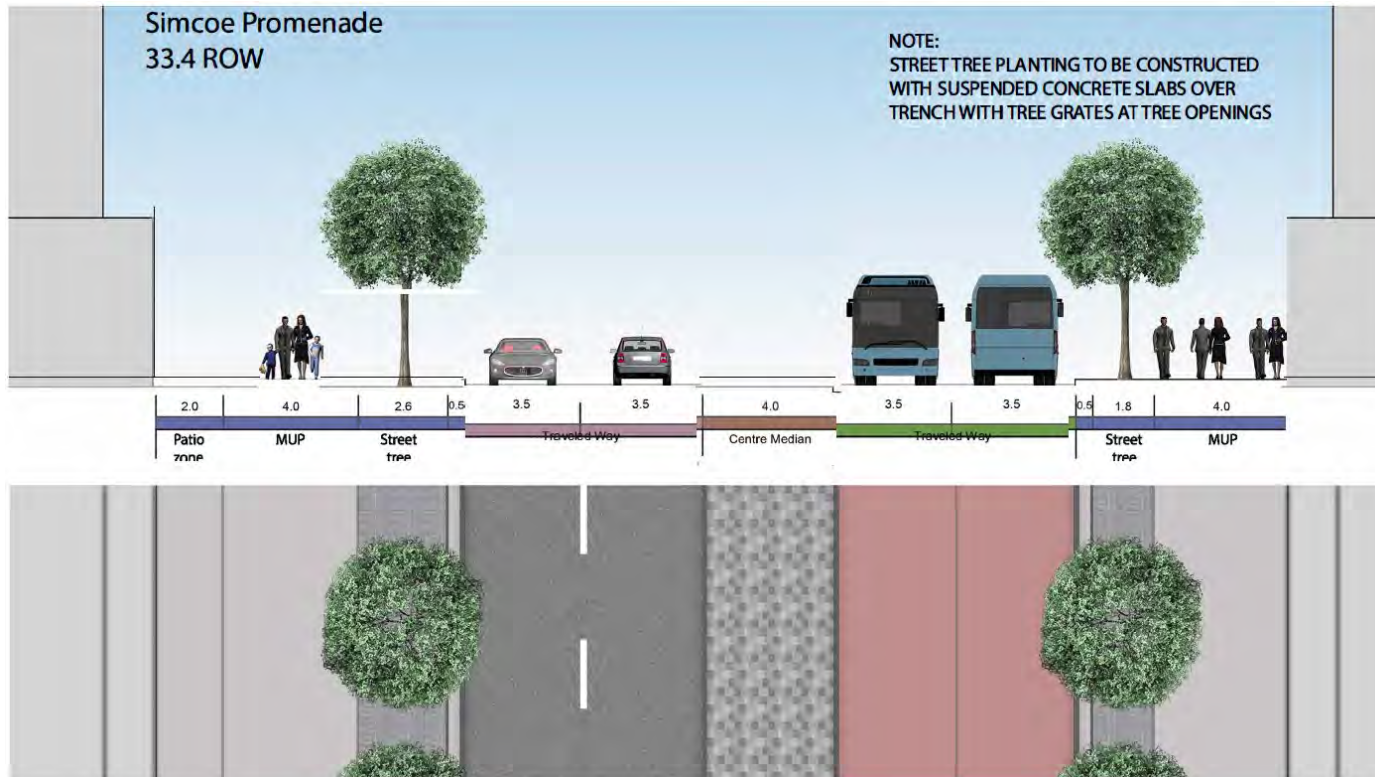 Simcoe Promenade
33.4 ROW
NOTE:
STREET TREE PLANTING TO BE CONSTRUCTED
WITH SUSPENDED CONCRETE SLABS OVER
TRENCH WITH TREE GRATES AT TREE OPENINGS
2.0 4.0 2.6 0.5 3.5 3.5 4.0 3.5 3.5 0.5 1.8 4.0
Patio MUP Street Traveled Way Centre Median Traveled Way Street MUP
zone tree tree